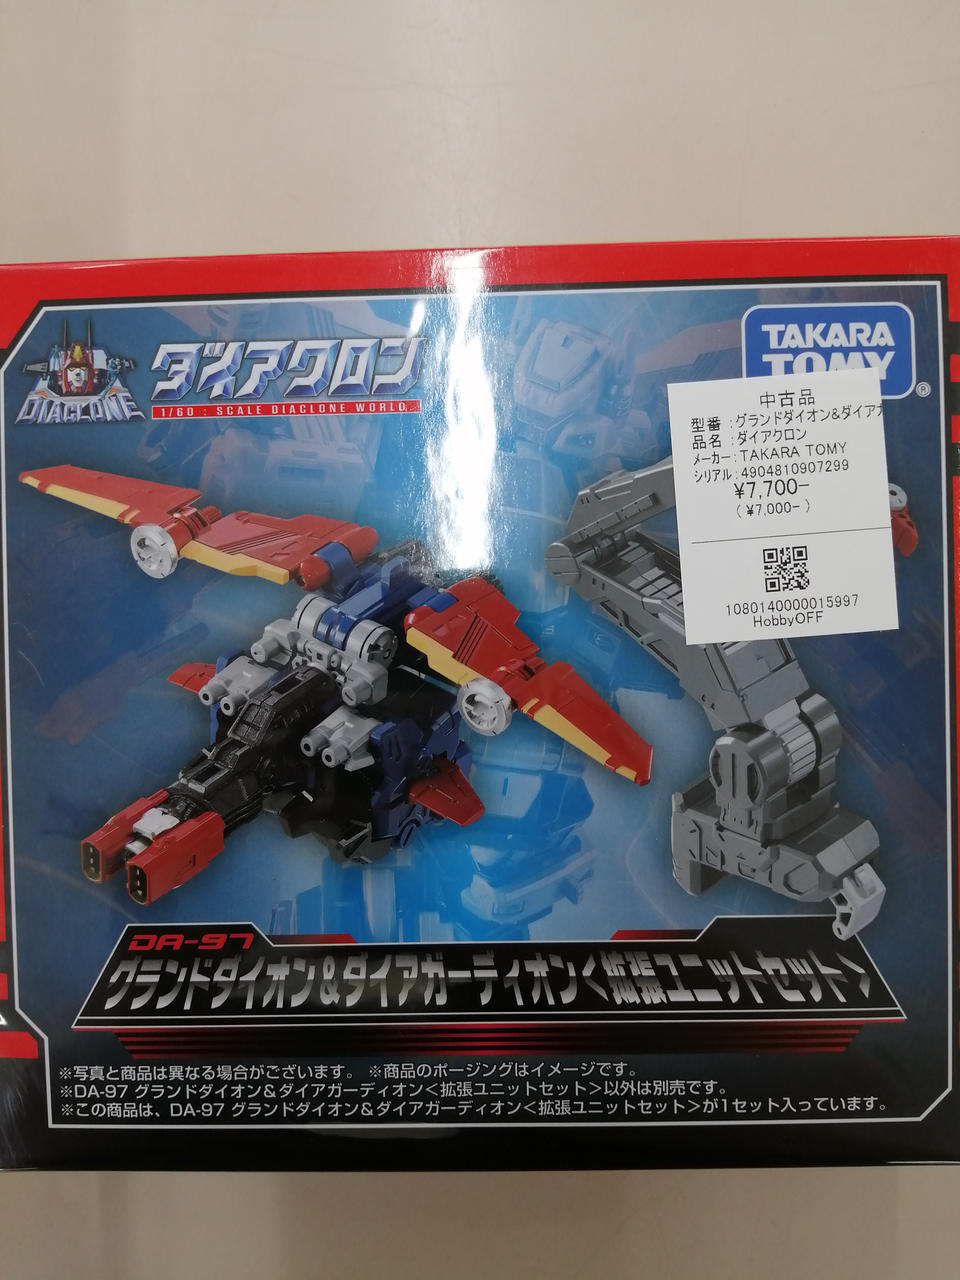 DIACLONE
ダイアクロン
1/60 : SCALE DIACLONE WORLD
TAKARA
TOMY
®
中古品
型番 :グランドダイオン&ダイアガ
品名 :ダイアクロン
メーカー:TAKARA TOMY
シリアル:4904810907299
¥7,700-
(¥7,000-)
1080140000015997
HobbyOFF
DA-97
グランドダイオン&ダイアガーディオン<拡張ユニットセット>
※写真と商品は異なる場合がございます。 ※商品のポージングはイメージです。
※DA-97 グランドダイオン&ダイアガーディオン<拡張ユニットセット>以外は別売です。
※この商品は、DA-97 グランドダイオン&ダイアガーディオン<拡張ユニットセット>が1セット入っています。